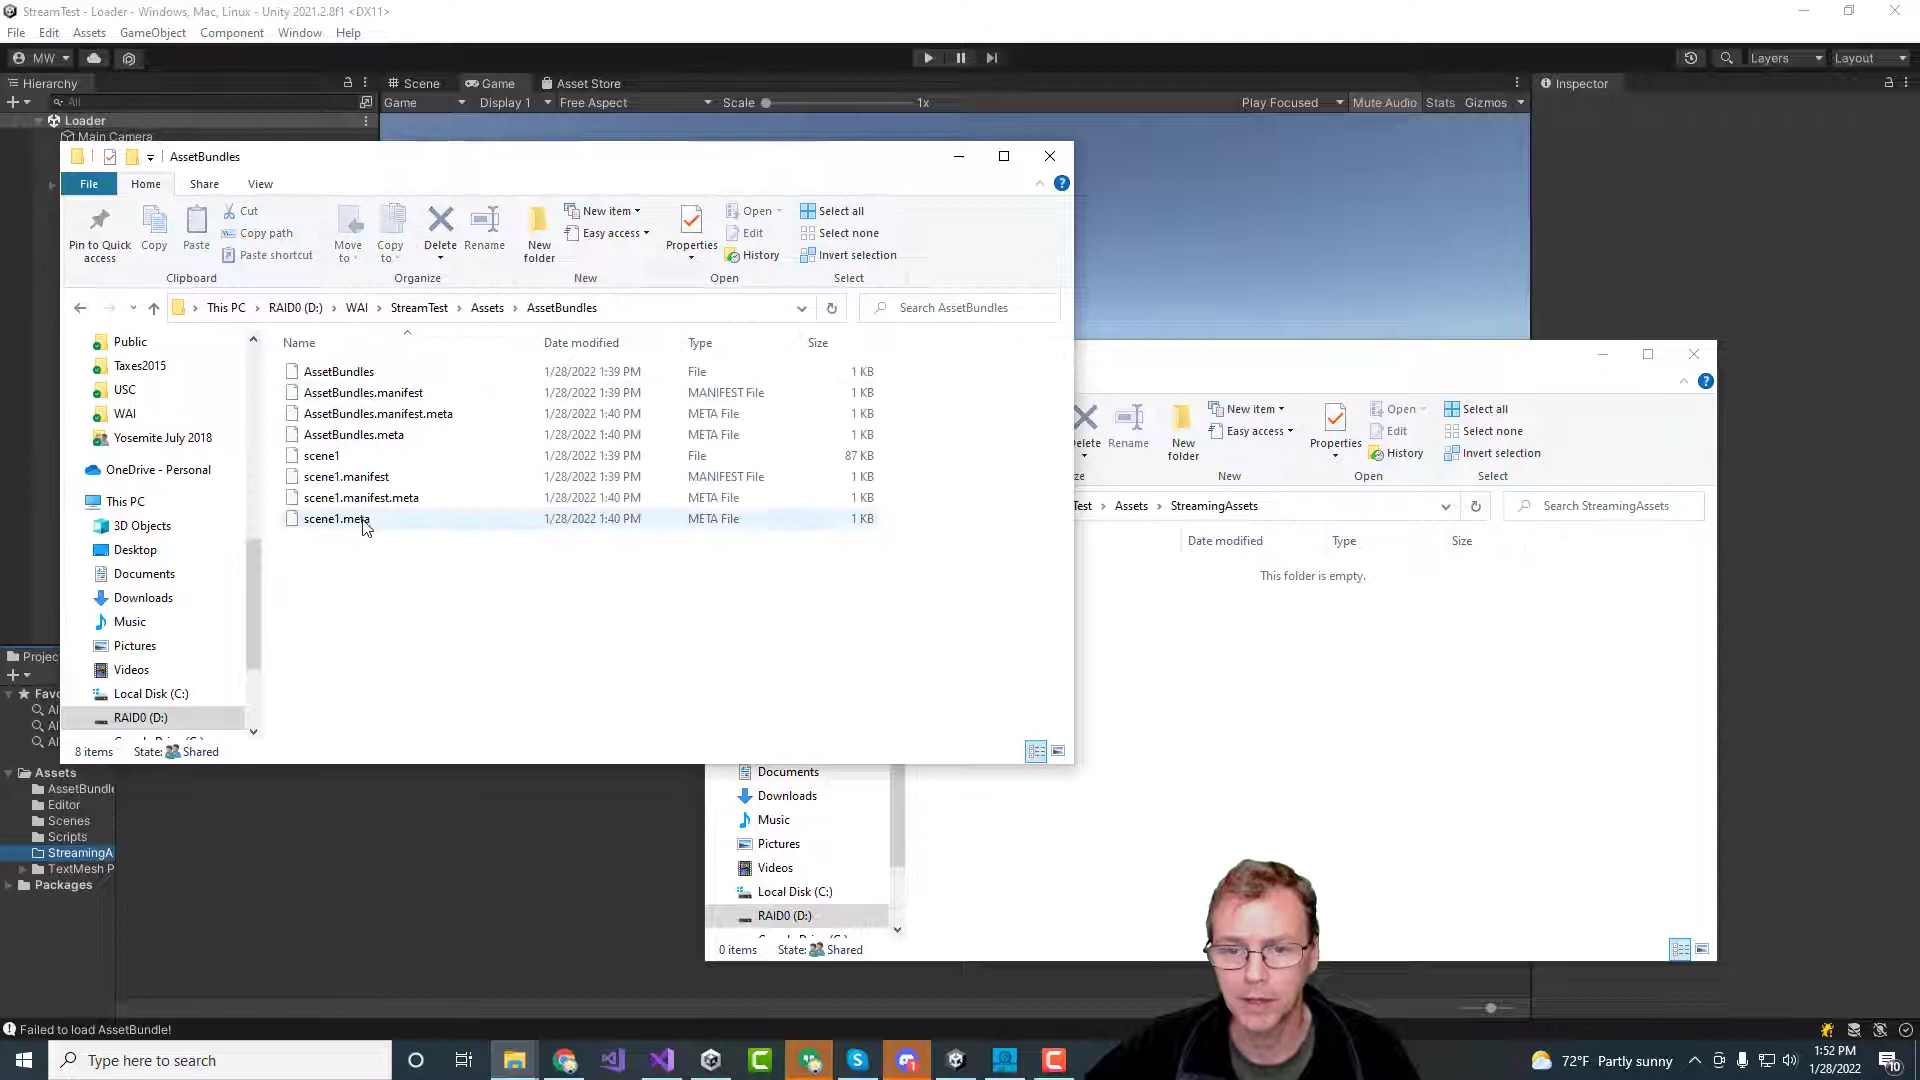 StreamTest - Loader - Windows, Mac, Linux - Unity 2021.2.8f1 <DX11>
File Edit Assets GameObject Component Window Help
MW Layers Layout
Hierarchy Scene Game Asset Store Inspector
All Game Display 1 Free Aspect Scale 1x Play Focused Mute Audio Stats Gizmos
Loader
Main Camera
AssetBundles
File Home Share View
Pin to Quick access
Copy
Paste
Cut
Copy path
Paste shortcut
Clipboard
Move to
Copy to
Delete
Rename
Organize
New folder
New item
Easy access
New
Properties
Open
Edit
History
Open
Select all
Select none
Invert selection
Select
This PC > RAID0 (D:) > WAI > StreamTest > Assets > AssetBundles
Search AssetBundles
Public
Taxes2015
USC
WAI
Yosemite July 2018
OneDrive - Personal
This PC
3D Objects
Desktop
Documents
Downloads
Music
Pictures
Videos
Local Disk (C:)
RAID0 (D:)
Name Date modified Type Size
AssetBundles 1/28/2022 1:39 PM File 1 KB
AssetBundles.manifest 1/28/2022 1:39 PM MANIFEST File 1 KB
AssetBundles.manifest.meta 1/28/2022 1:40 PM META File 1 KB
AssetBundles.meta 1/28/2022 1:40 PM META File 1 KB
scene1 1/28/2022 1:39 PM File 87 KB
scene1.manifest 1/28/2022 1:39 PM MANIFEST File 1 KB
scene1.manifest.meta 1/28/2022 1:40 PM META File 1 KB
scene1.meta 1/28/2022 1:40 PM META File 1 KB
8 items State: Shared
elete
Rename
New folder
New item
Easy access
New
Properties
Open
Edit
History
Open
Select all
Select none
Invert selection
Select
Test > Assets > StreamingAssets
Search StreamingAssets
Date modified Type Size
This folder is empty.
Documents
Downloads
Music
Pictures
Videos
Local Disk (C:)
RAID0 (D:)
0 items State: Shared
Projec
Favo
Al
Al
Al
Assets
AssetBundle
Editor
Scenes
Scripts
StreamingA
TextMesh P
Packages
Failed to load AssetBundle!
Type here to search
72°F Partly sunny
1:52 PM
1/28/2022
10